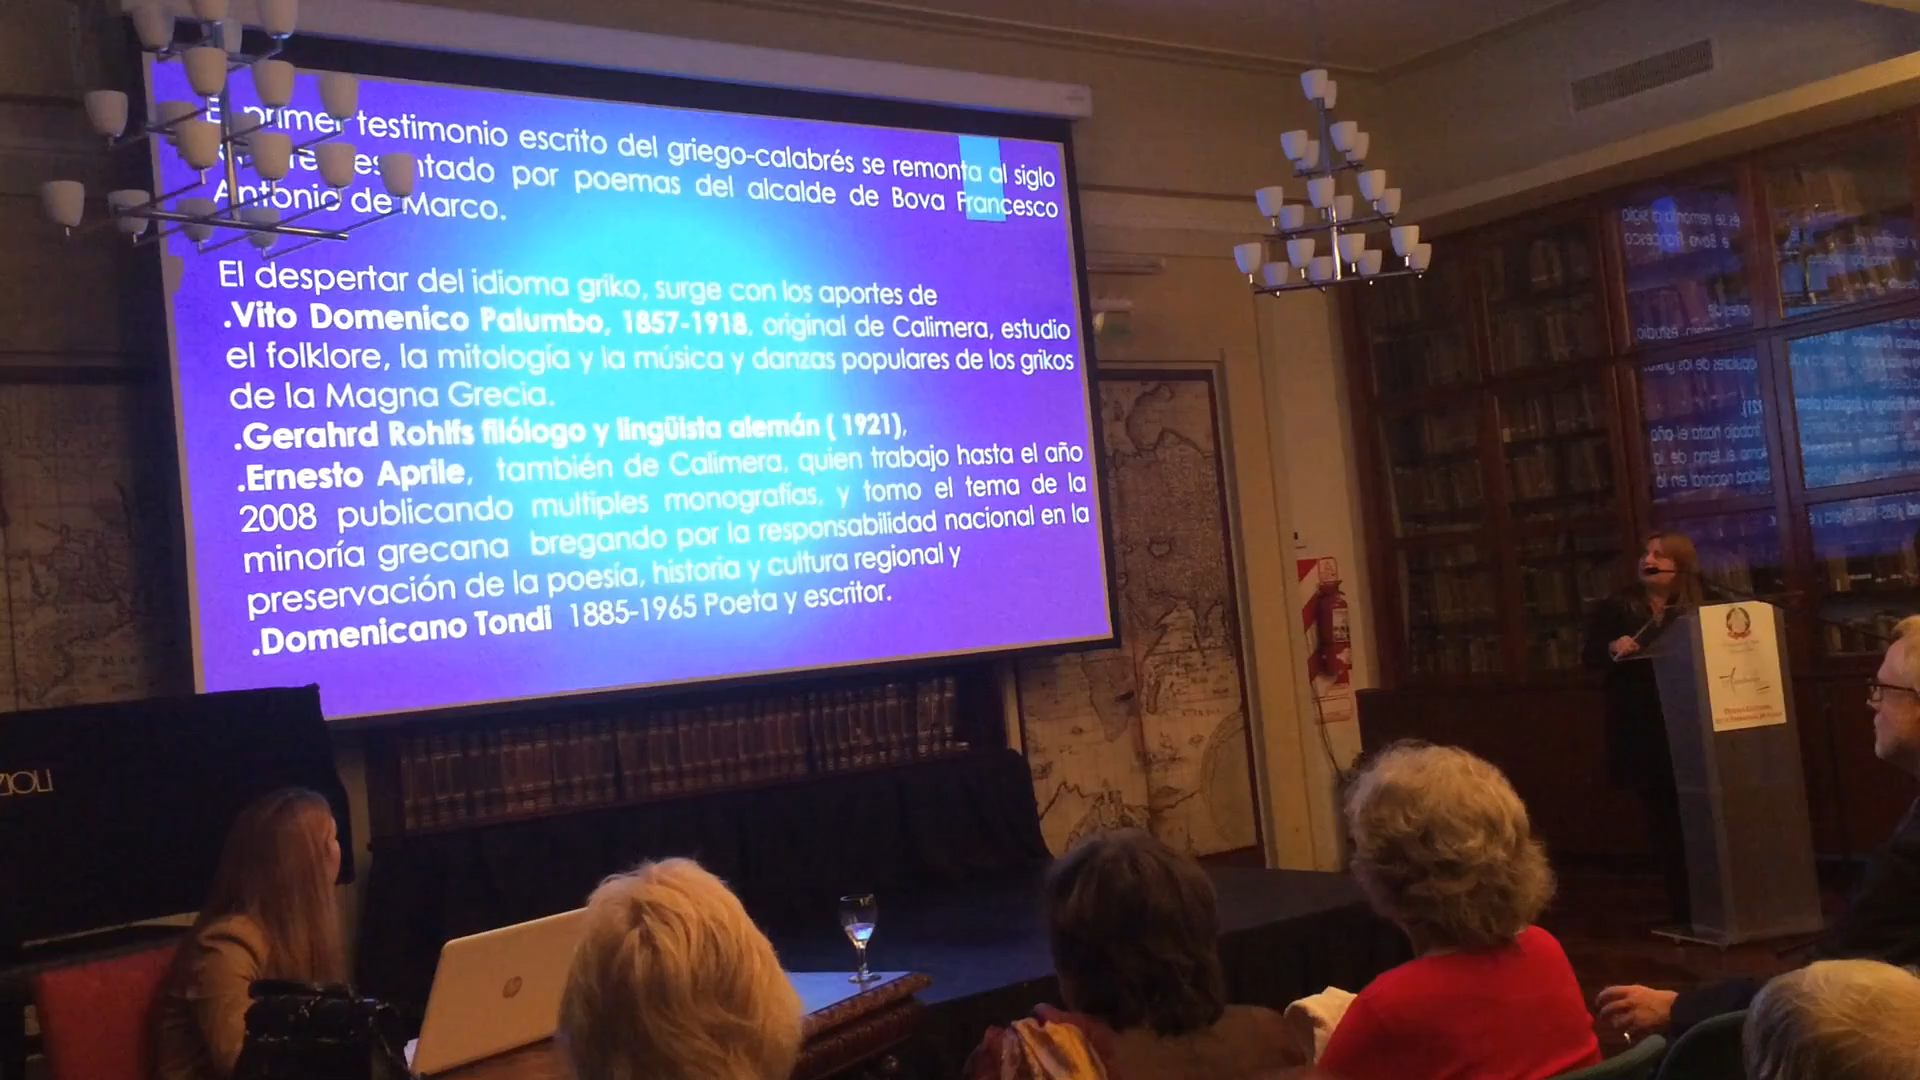 primer testimonio escrito del griego-calabrés se remonta al siglo
por poemas del alcalde de Bova Francesco
Antonio de Marco.
El despertar del idioma griko, surge con los aportes de
.Vito Domenico Palumbo, 1857-1918, original de Calimera, estudio
el folklore, la mitología y la música y danzas populares de los grikos
de la Magna Grecia.
.Gerahrd Rohlfs filólogo y lingüista alemán ( 1921),
.Ernesto Aprile, también de Calimera, quien trabajo hasta el año
2008 publicando multiples monografías, y tomo el tema de la
minoría grecana bregando por la responsabilidad nacional en la
preservación de la poesía, historia y cultura regional y
.Domenicano Tondi 1885-1965 Poeta y escritor.
ZIOLI
hp